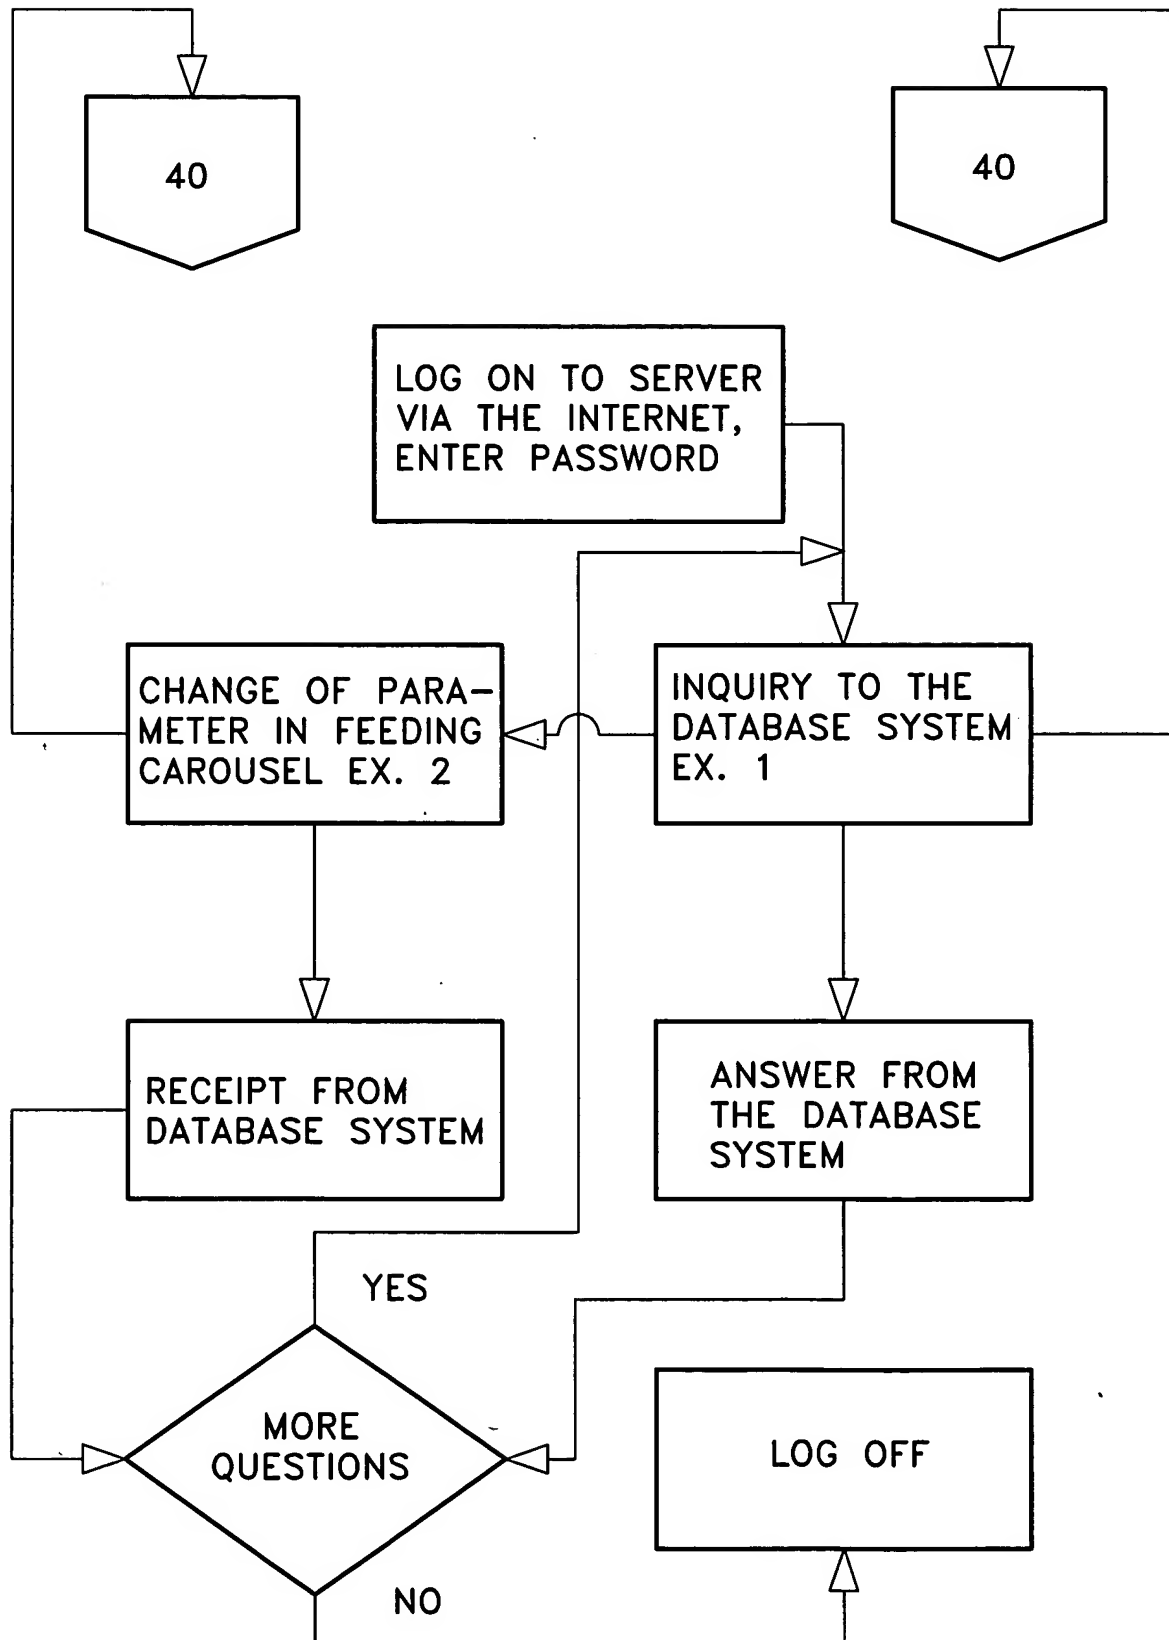 40
40
LOG ON TO SERVER
VIA THE INTERNET,
ENTER PASSWORD
CHANGE OF PARA-
METER IN FEEDING
CAROUSEL EX. 2
INQUIRY TO THE
DATABASE SYSTEM
EX. 1
RECEIPT FROM
DATABASE SYSTEM
ANSWER FROM
THE DATABASE
SYSTEM
YES
MORE
QUESTIONS
LOG OFF
NO